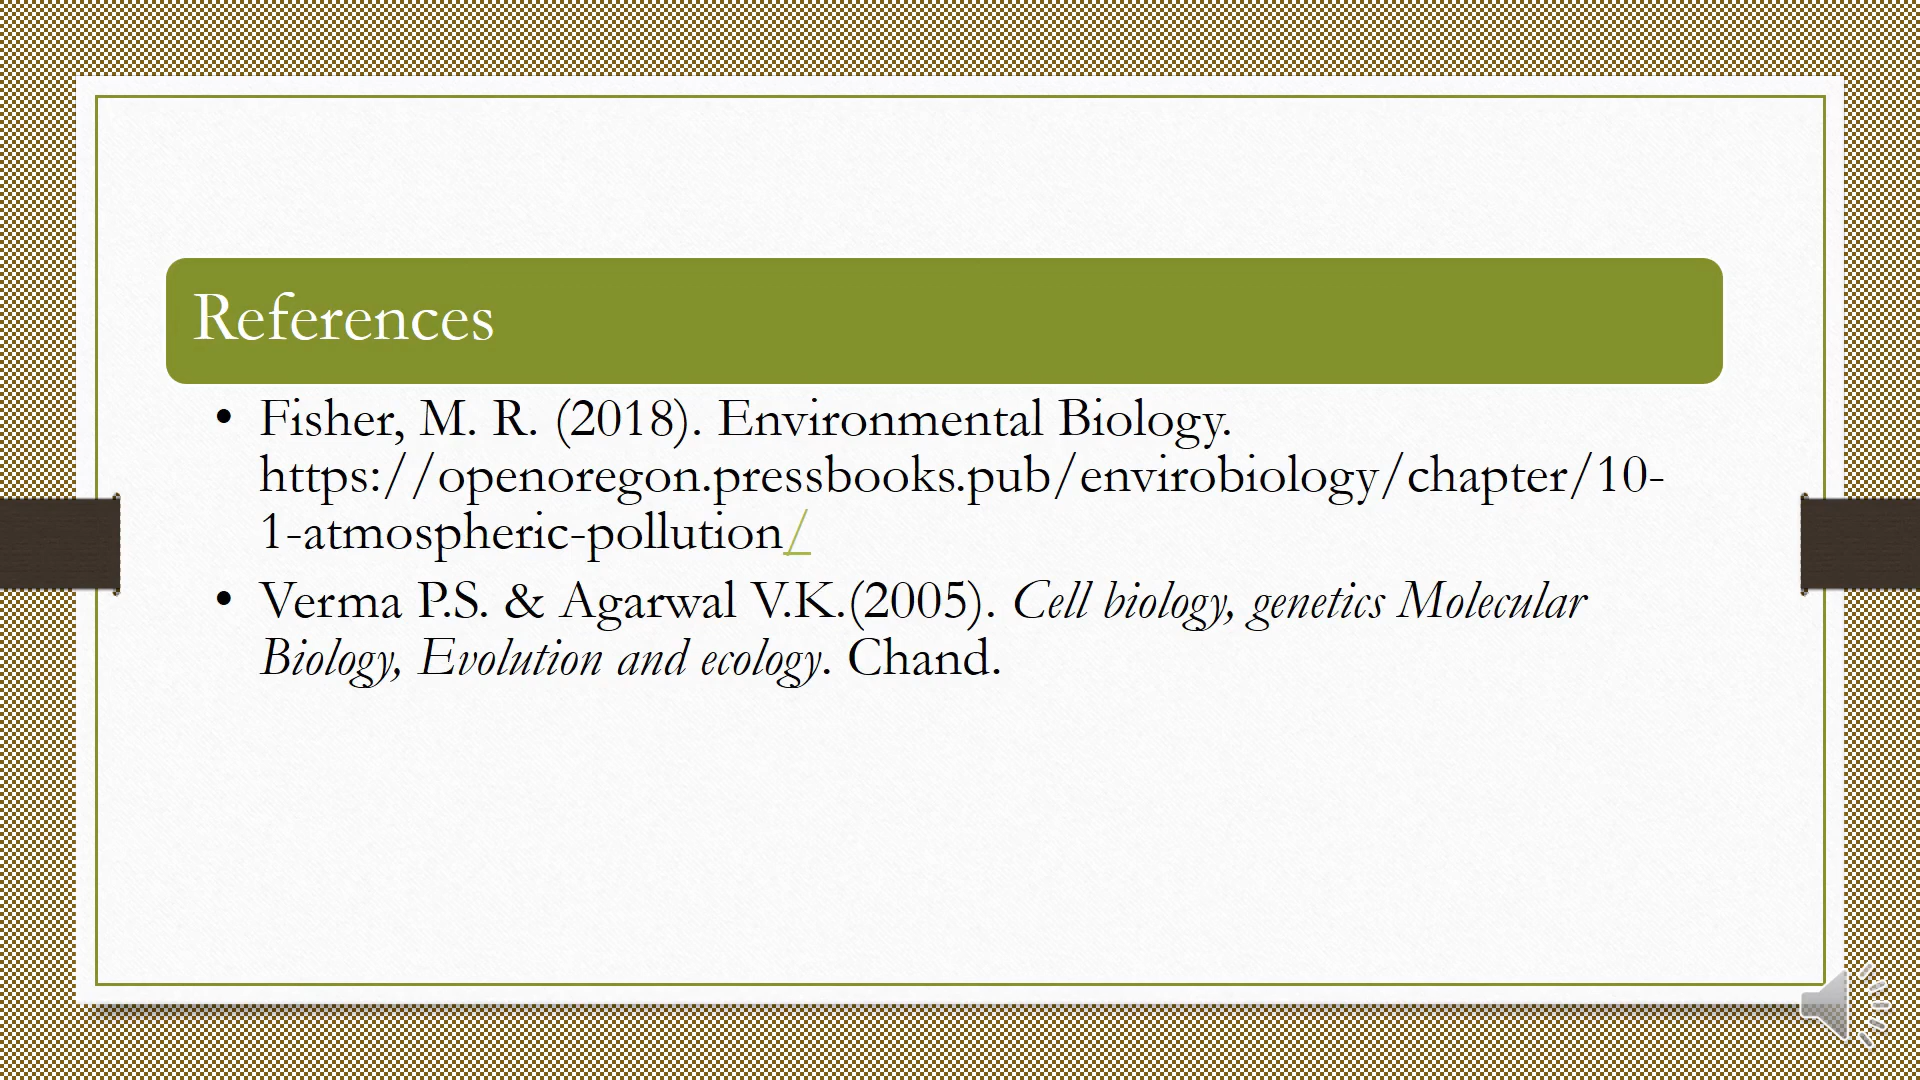 References
• Fisher, M. R. (2018). Environmental Biology.
https://openoregon.pressbooks.pub/envirobiology/chapter/10-
1-atmospheric-pollution/
• Verma P.S. & Agarwal V.K.(2005). Cell biology, genetics Molecular
Biology, Evolution and ecology. Chand.